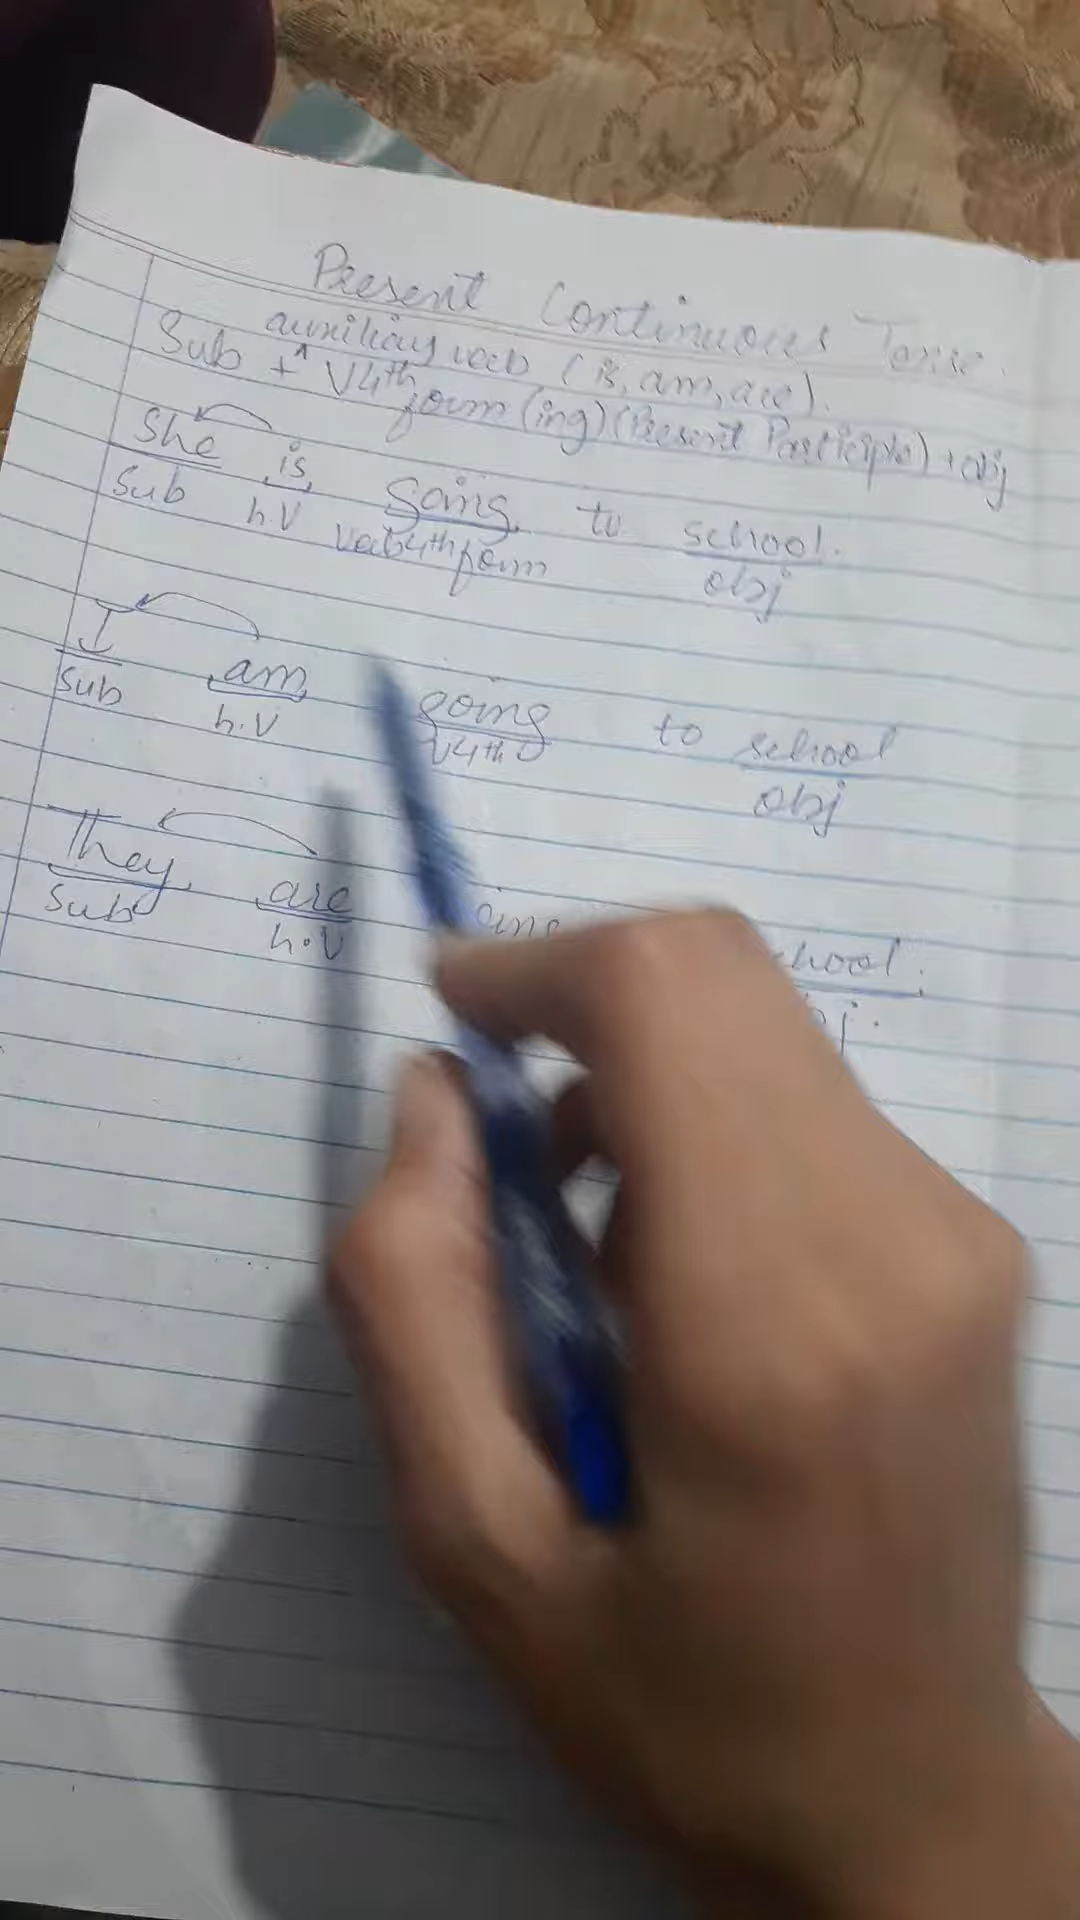 Present Continuous Tense.
auxiliary verb (is, am, are).
Sub + ^ V4th form (ing) (Present Participle) + obj
She is going to school.
Sub h.V verb 4th form obj
I am going to school
Sub h.V V4th obj
They are
Sub h.V